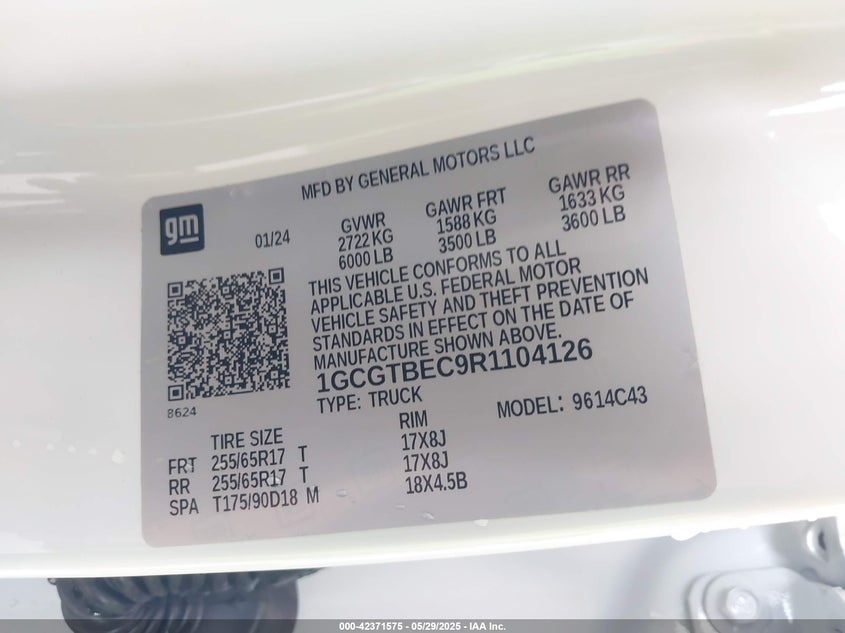 MFD BY GENERAL MOTORS LLC
gm
01/24
GVWR
2722 KG
6000 LB
GAWR FRT
1588 KG
3500 LB
GAWR RR
1633 KG
3600 LB
THIS VEHICLE CONFORMS TO ALL
APPLICABLE U.S. FEDERAL MOTOR
VEHICLE SAFETY AND THEFT PREVENTION
STANDARDS IN EFFECT ON THE DATE OF
MANUFACTURE SHOWN ABOVE.
1GCGTBEC9R1104126
TYPE: TRUCK
MODEL: 9614C43
8624
TIRE SIZE RIM
FRT 255/65R17 T 17X8J
RR 255/65R17 T 17X8J
SPA T175/90D18 M 18X4.5B
000-42371575 — 05/29/2025 — IAA Inc.